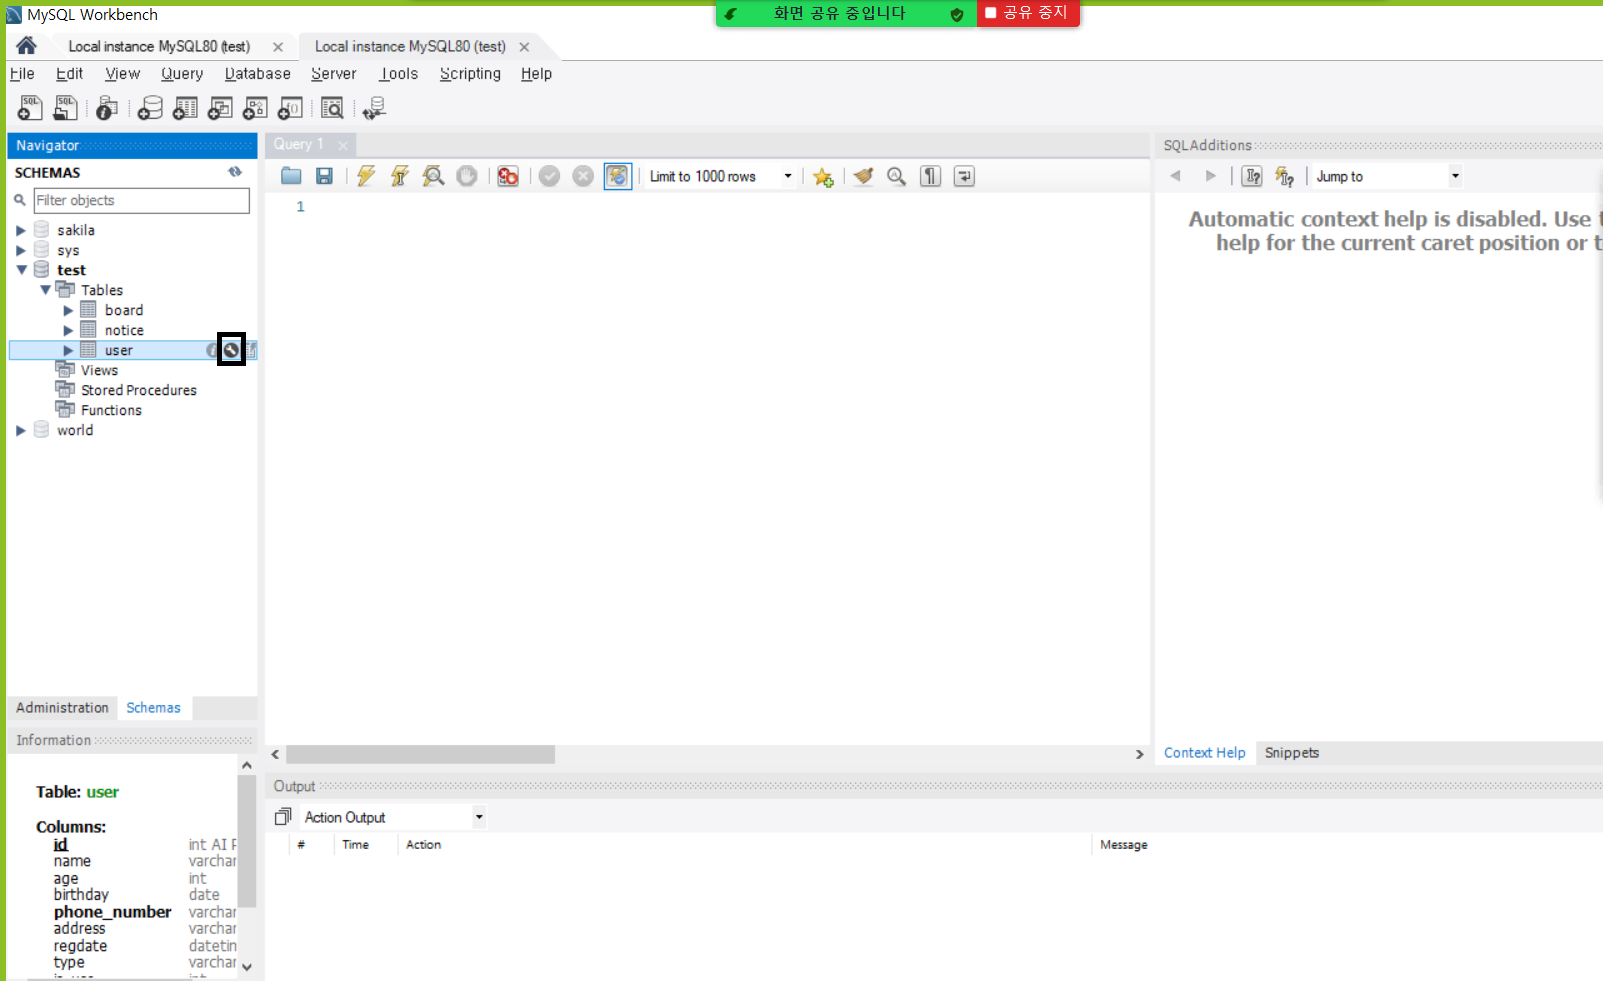 MySQL Workbench
화면 공유 중입니다
공유 중지
Local instance MySQL80 (test)
Local instance MySQL80 (test)
File Edit View Query Database Server Tools Scripting Help
Navigator
SCHEMAS
Filter objects
sakila
sys
test
Tables
board
notice
user
Views
Stored Procedures
Functions
world
Administration Schemas
Information
Table: user
Columns:
id int AI P
name varchar
age int
birthday date
phone_number varchar
address varchar
regdate datetim
type varchar
Query 1
Limit to 1000 rows
1
SQLAdditions
Jump to
Automatic context help is disabled. Use t
help for the current caret position or t
Context Help Snippets
Output
Action Output
# Time Action Message